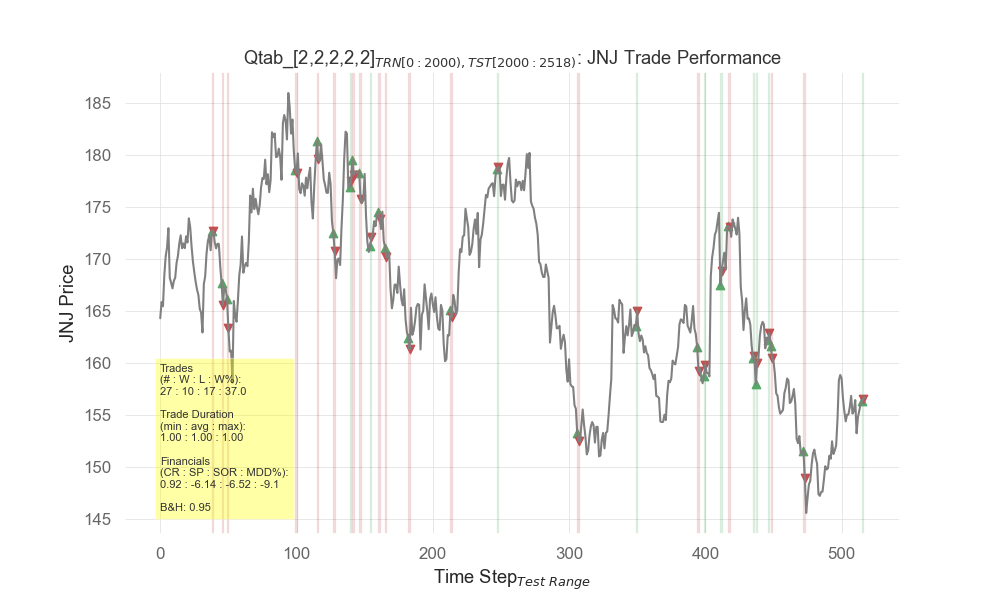 Qtab_[2,2,2,2,2]TRN[0 : 2000), TST[2000 : 2518): JNJ Trade Performance
185
180
175
170
165
160
155
150
145
JNJ Price
Trades
(# : W : L : W%):
27 : 10 : 17 : 37.0
Trade Duration
(min : avg : max):
1.00 : 1.00 : 1.00
Financials
(CR : SP : SOR : MDD%):
0.92 : -6.14 : -6.52 : -9.1
B&H: 0.95
0 100 200 300 400 500
Time StepTest Range